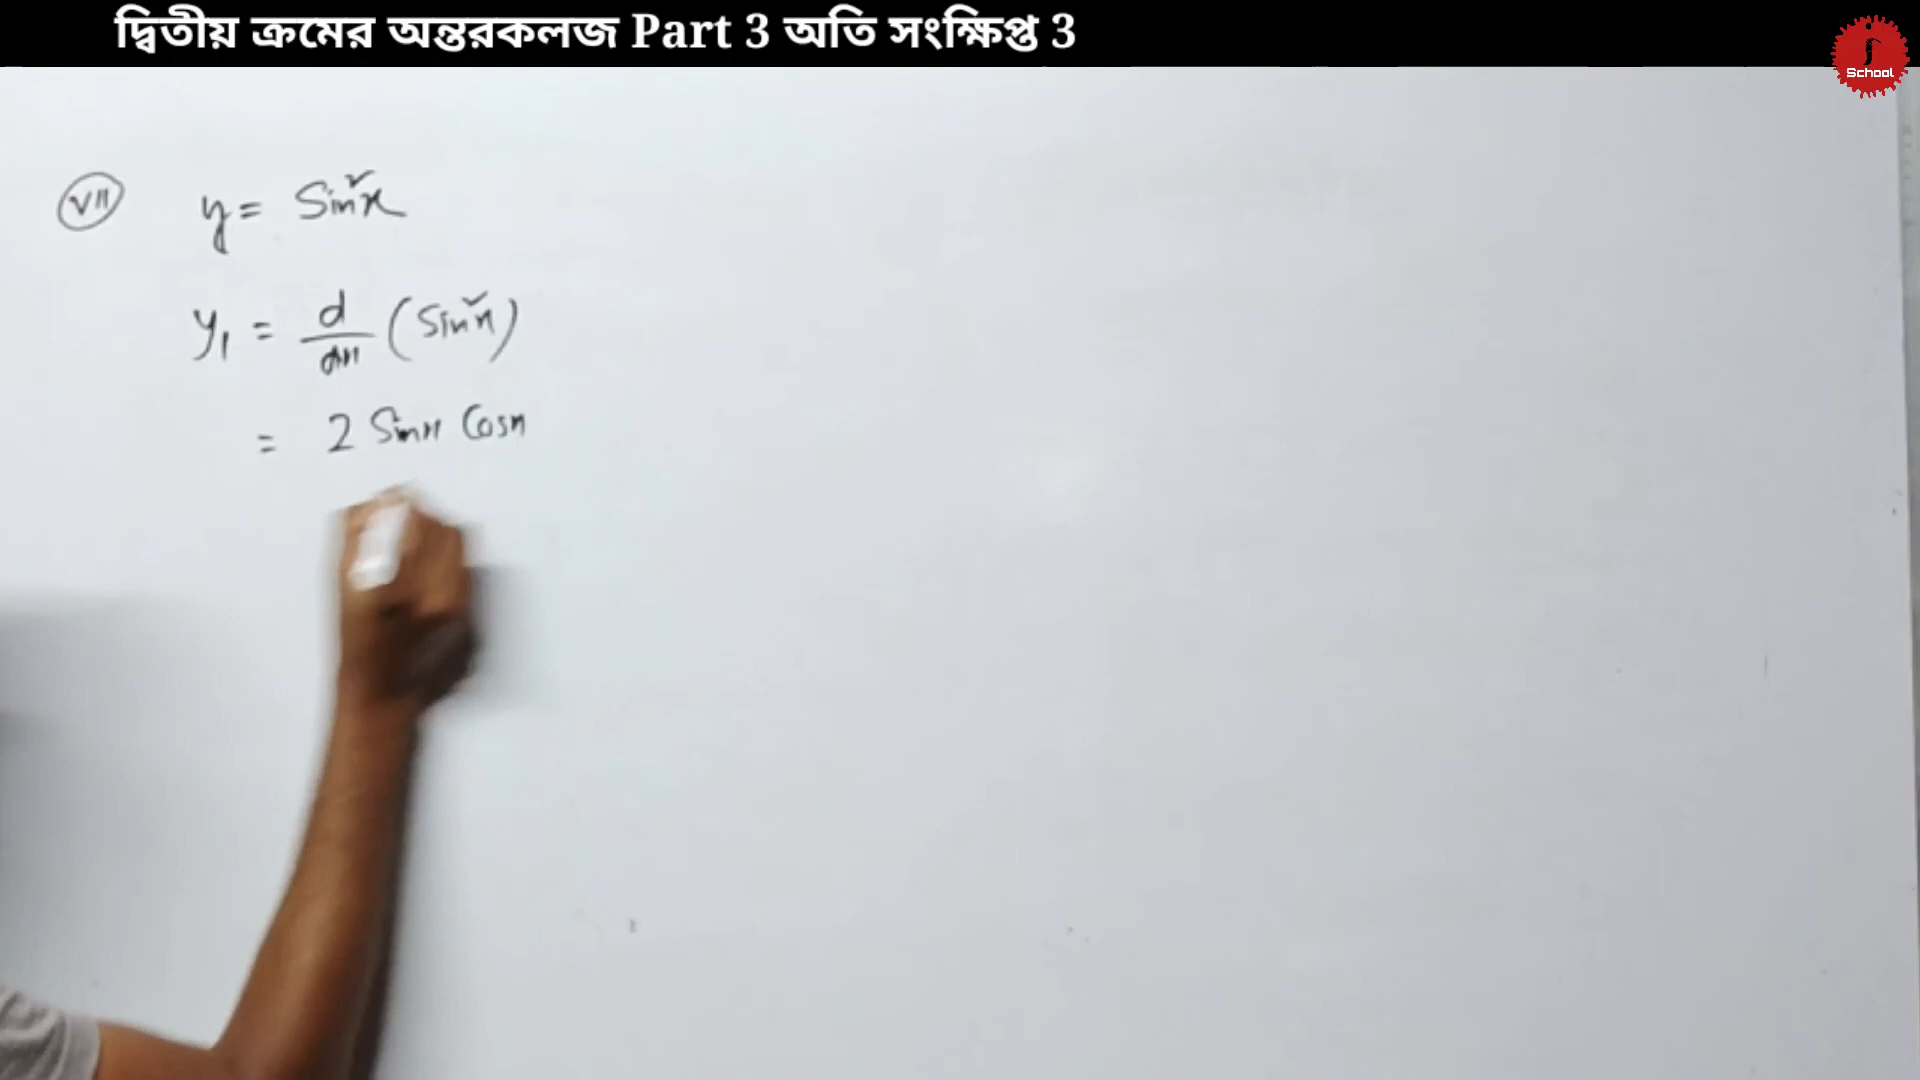 দ্বিতীয় ক্রমের অন্তরকলজ Part 3 অতি সংক্ষিপ্ত 3
School
VII y = Sin²x
y₁ = d/dx (Sin²x)
= 2 Sinx Cosx